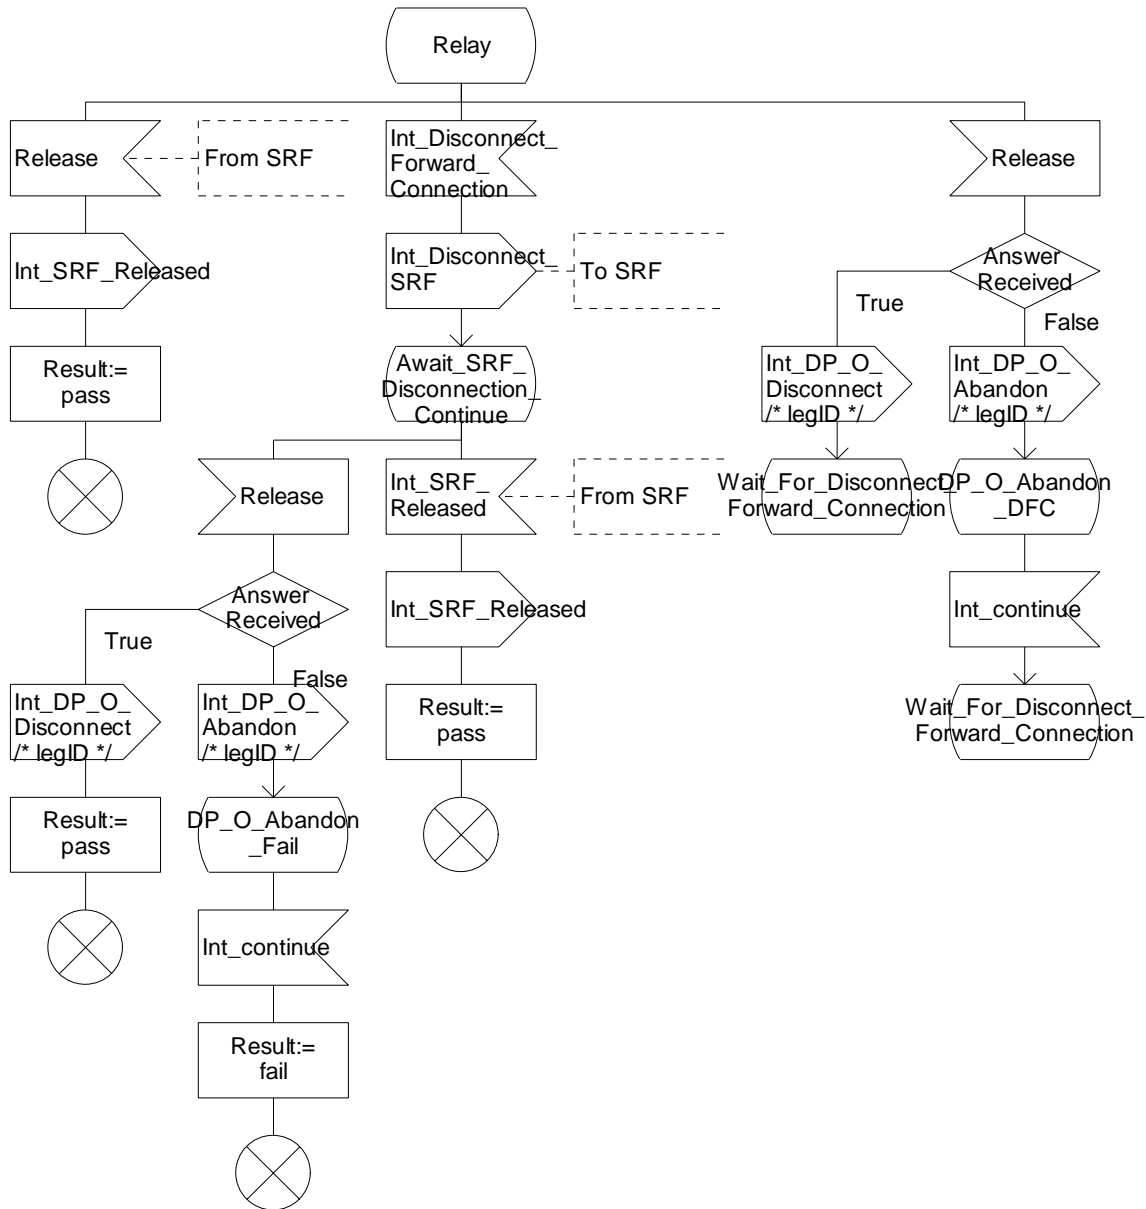 Relay
Release
From SRF
Int_Disconnect_
Forward_
Connection
Release
Int_SRF_Released
Int_Disconnect_
SRF
To SRF
Answer
Received
True
False
Result:=
pass
Await_SRF_
Disconnection_
Continue
Int_DP_O_
Disconnect
/* legID */
Int_DP_O_
Abandon
/* legID */
Release
Int_SRF_
Released
From SRF
Wait_For_Disconnect_
Forward_Connection
DP_O_Abandon
_DFC
Answer
Received
True
False
Int_SRF_Released
Int_continue
Int_DP_O_
Disconnect
/* legID */
Int_DP_O_
Abandon
/* legID */
Result:=
pass
Wait_For_Disconnect_
Forward_Connection
Result:=
pass
DP_O_Abandon
_Fail
Int_continue
Result:=
fail